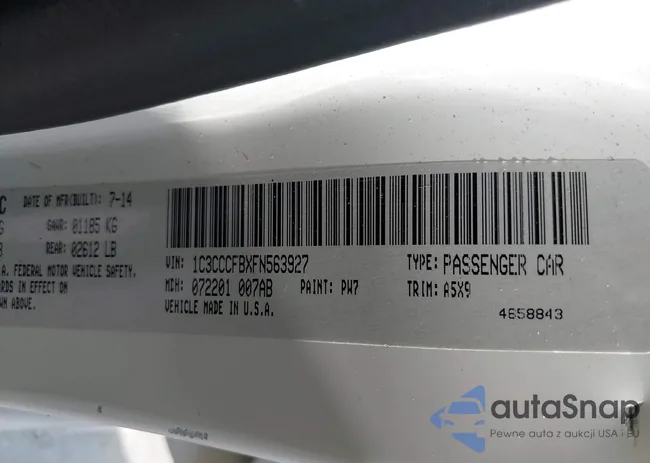 C DATE OF MFR(BUILT): 7-14
G GAWR: 01185 KG
B REAR: 02612 LB
VIN: 1C3CCCFBXFN563927 TYPE: PASSENGER CAR
.A. FEDERAL MOTOR VEHICLE SAFETY.
MDH: 072201 007AB PAINT: PW7 TRIM: A5X9
ARDS IN EFFECT ON
VEHICLE MADE IN U.S.A. 4658843
WN ABOVE.
autaSnap
Pewne auta z aukcji USA i EU